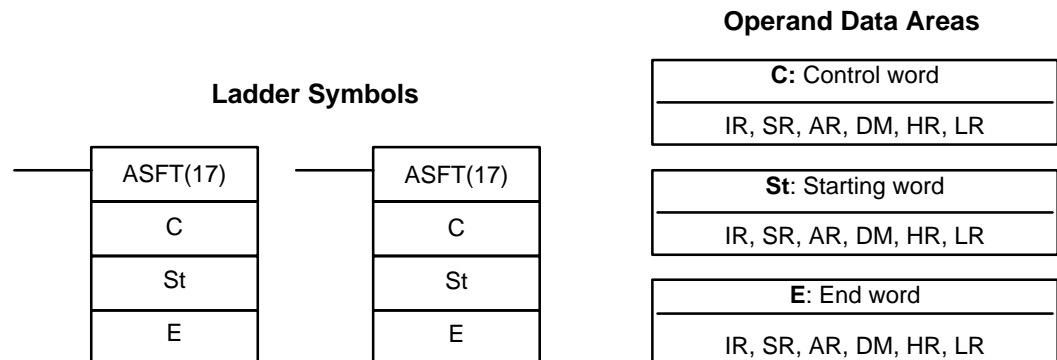 Ladder Symbols
ASFT(17)
C
St
E
ASFT(17)
C
St
E
Operand Data Areas
C: Control word
IR, SR, AR, DM, HR, LR
St: Starting word
IR, SR, AR, DM, HR, LR
E: End word
IR, SR, AR, DM, HR, LR